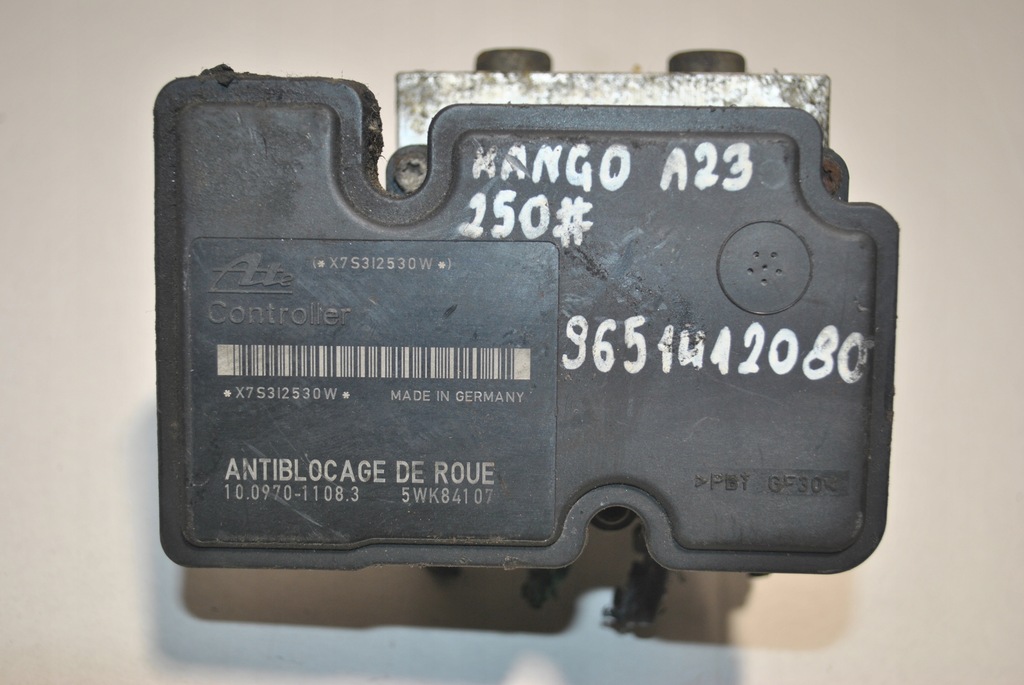 KANGO A23
250#
(*X7S3I2530W*)
Ate
Controller
9651412080
*X7S3I2530W* MADE IN GERMANY
ANTIBLOCAGE DE ROUE
10.0970-1108.3 5WK84107
>PBT GF30<